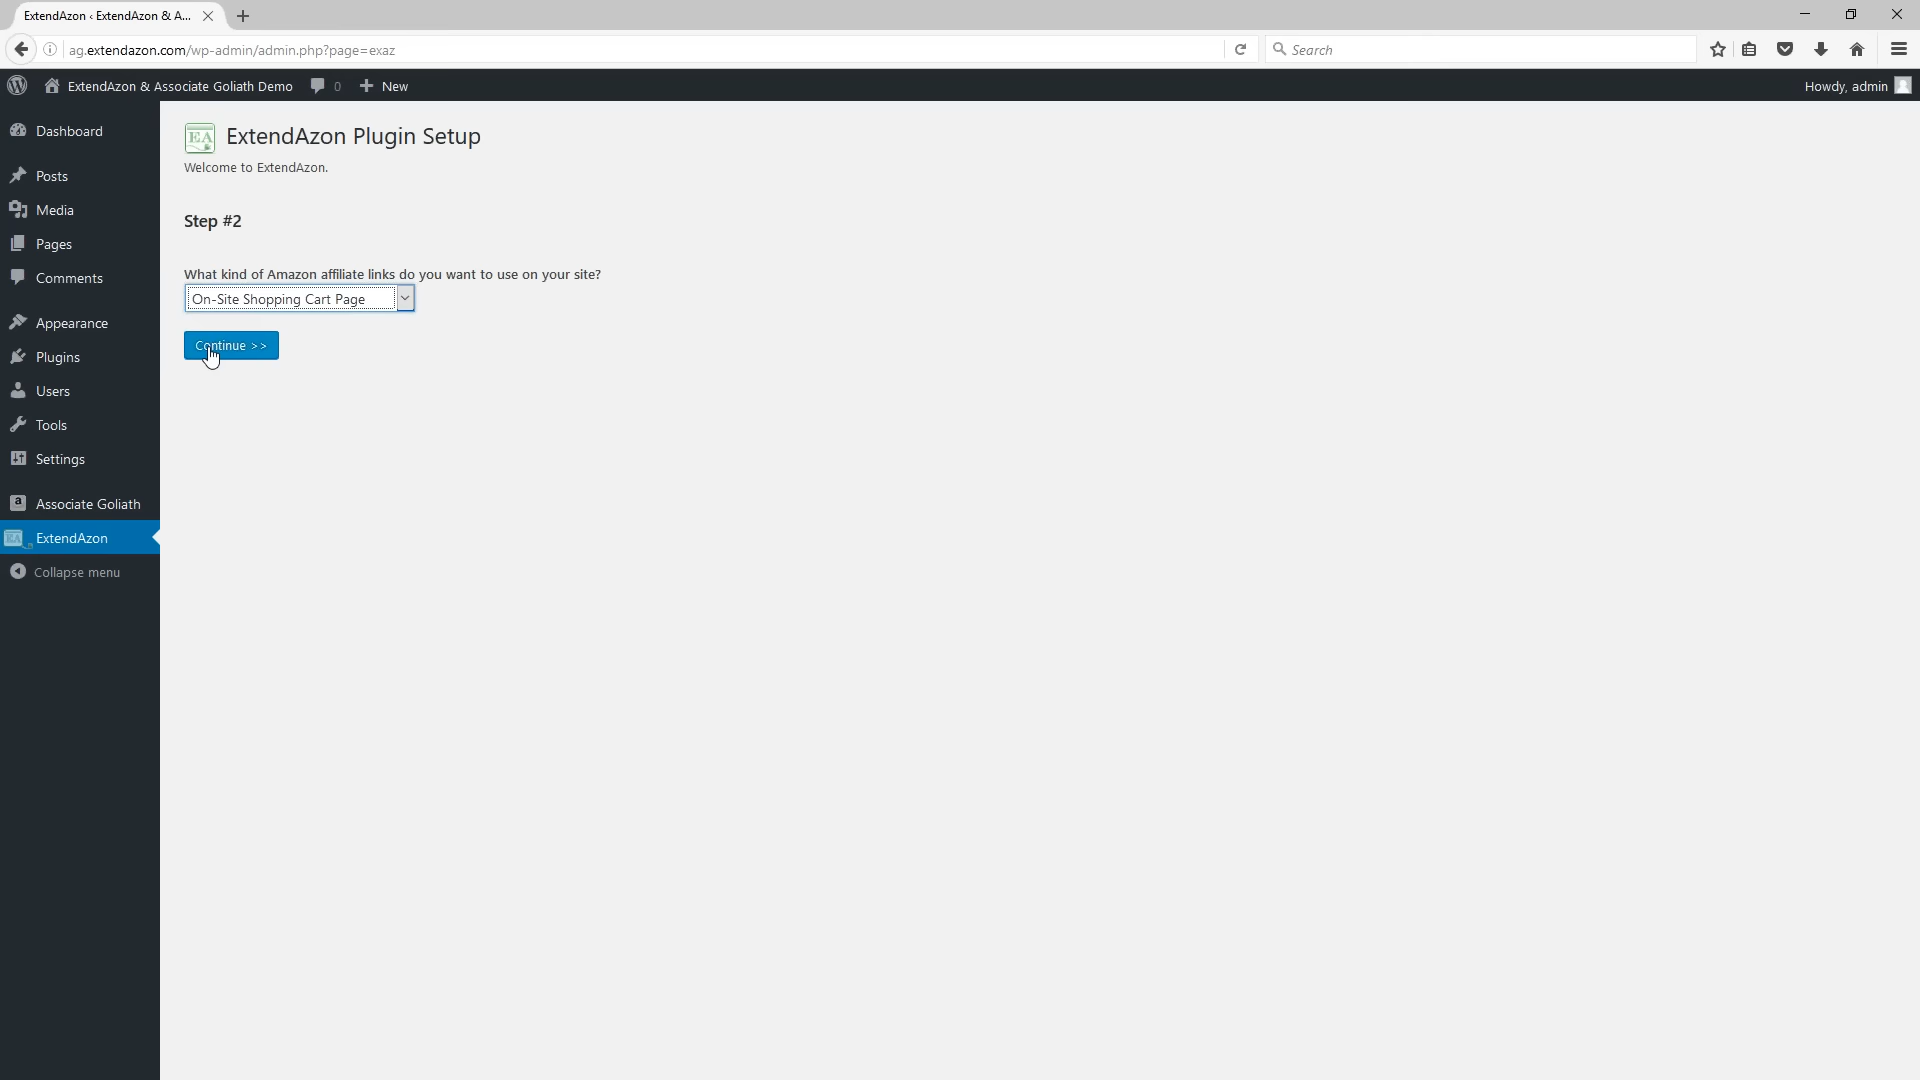 ExtendAzon ‹ ExtendAzon & A...
ag.extendazon.com/wp-admin/admin.php?page=exaz
Search
ExtendAzon & Associate Goliath Demo
0
New
Howdy, admin
Dashboard
Posts
Media
Pages
Comments
Appearance
Plugins
Users
Tools
Settings
Associate Goliath
ExtendAzon
Collapse menu
EA
ExtendAzon Plugin Setup
Welcome to ExtendAzon.
Step #2
What kind of Amazon affiliate links do you want to use on your site?
On-Site Shopping Cart Page
Continue >>